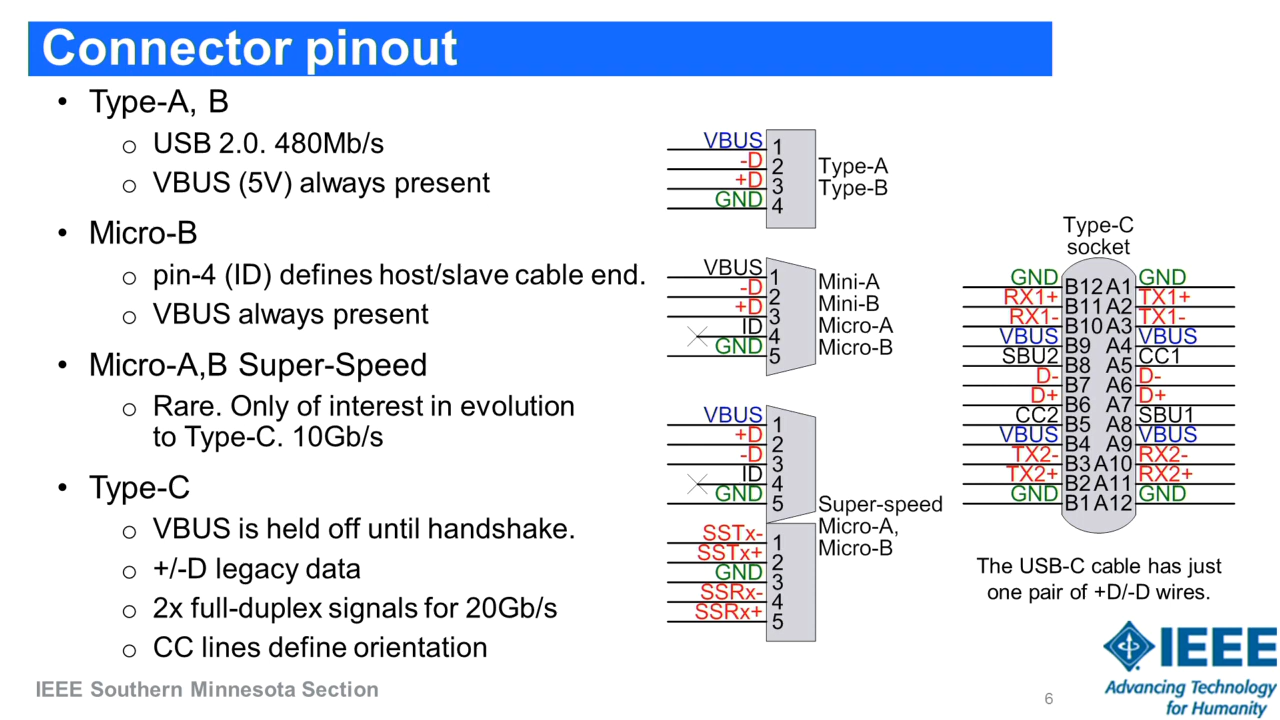 Connector pinout
• Type-A, B
o USB 2.0. 480Mb/s
o VBUS (5V) always present
• Micro-B
o pin-4 (ID) defines host/slave cable end.
o VBUS always present
• Micro-A,B Super-Speed
o Rare. Only of interest in evolution
to Type-C. 10Gb/s
• Type-C
o VBUS is held off until handshake.
o +/-D legacy data
o 2x full-duplex signals for 20Gb/s
o CC lines define orientation
VBUS 1
-D 2
+D 3
GND 4
Type-A
Type-B
VBUS 1
-D 2
+D 3
ID 4
GND 5
Mini-A
Mini-B
Micro-A
Micro-B
VBUS 1
+D 2
-D 3
ID 4
GND 5
SSTx- 1
SSTx+ 2
GND 3
SSRx- 4
SSRx+ 5
Super-speed
Micro-A,
Micro-B
Type-C
socket
GND B12 A1 GND
RX1+ B11 A2 TX1+
RX1- B10 A3 TX1-
VBUS B9 A4 VBUS
SBU2 B8 A5 CC1
D- B7 A6 D-
D+ B6 A7 D+
CC2 B5 A8 SBU1
VBUS B4 A9 VBUS
TX2- B3 A10 RX2-
TX2+ B2 A11 RX2+
GND B1 A12 GND
The USB-C cable has just
one pair of +D/-D wires.
IEEE
Advancing Technology
for Humanity
IEEE Southern Minnesota Section
6